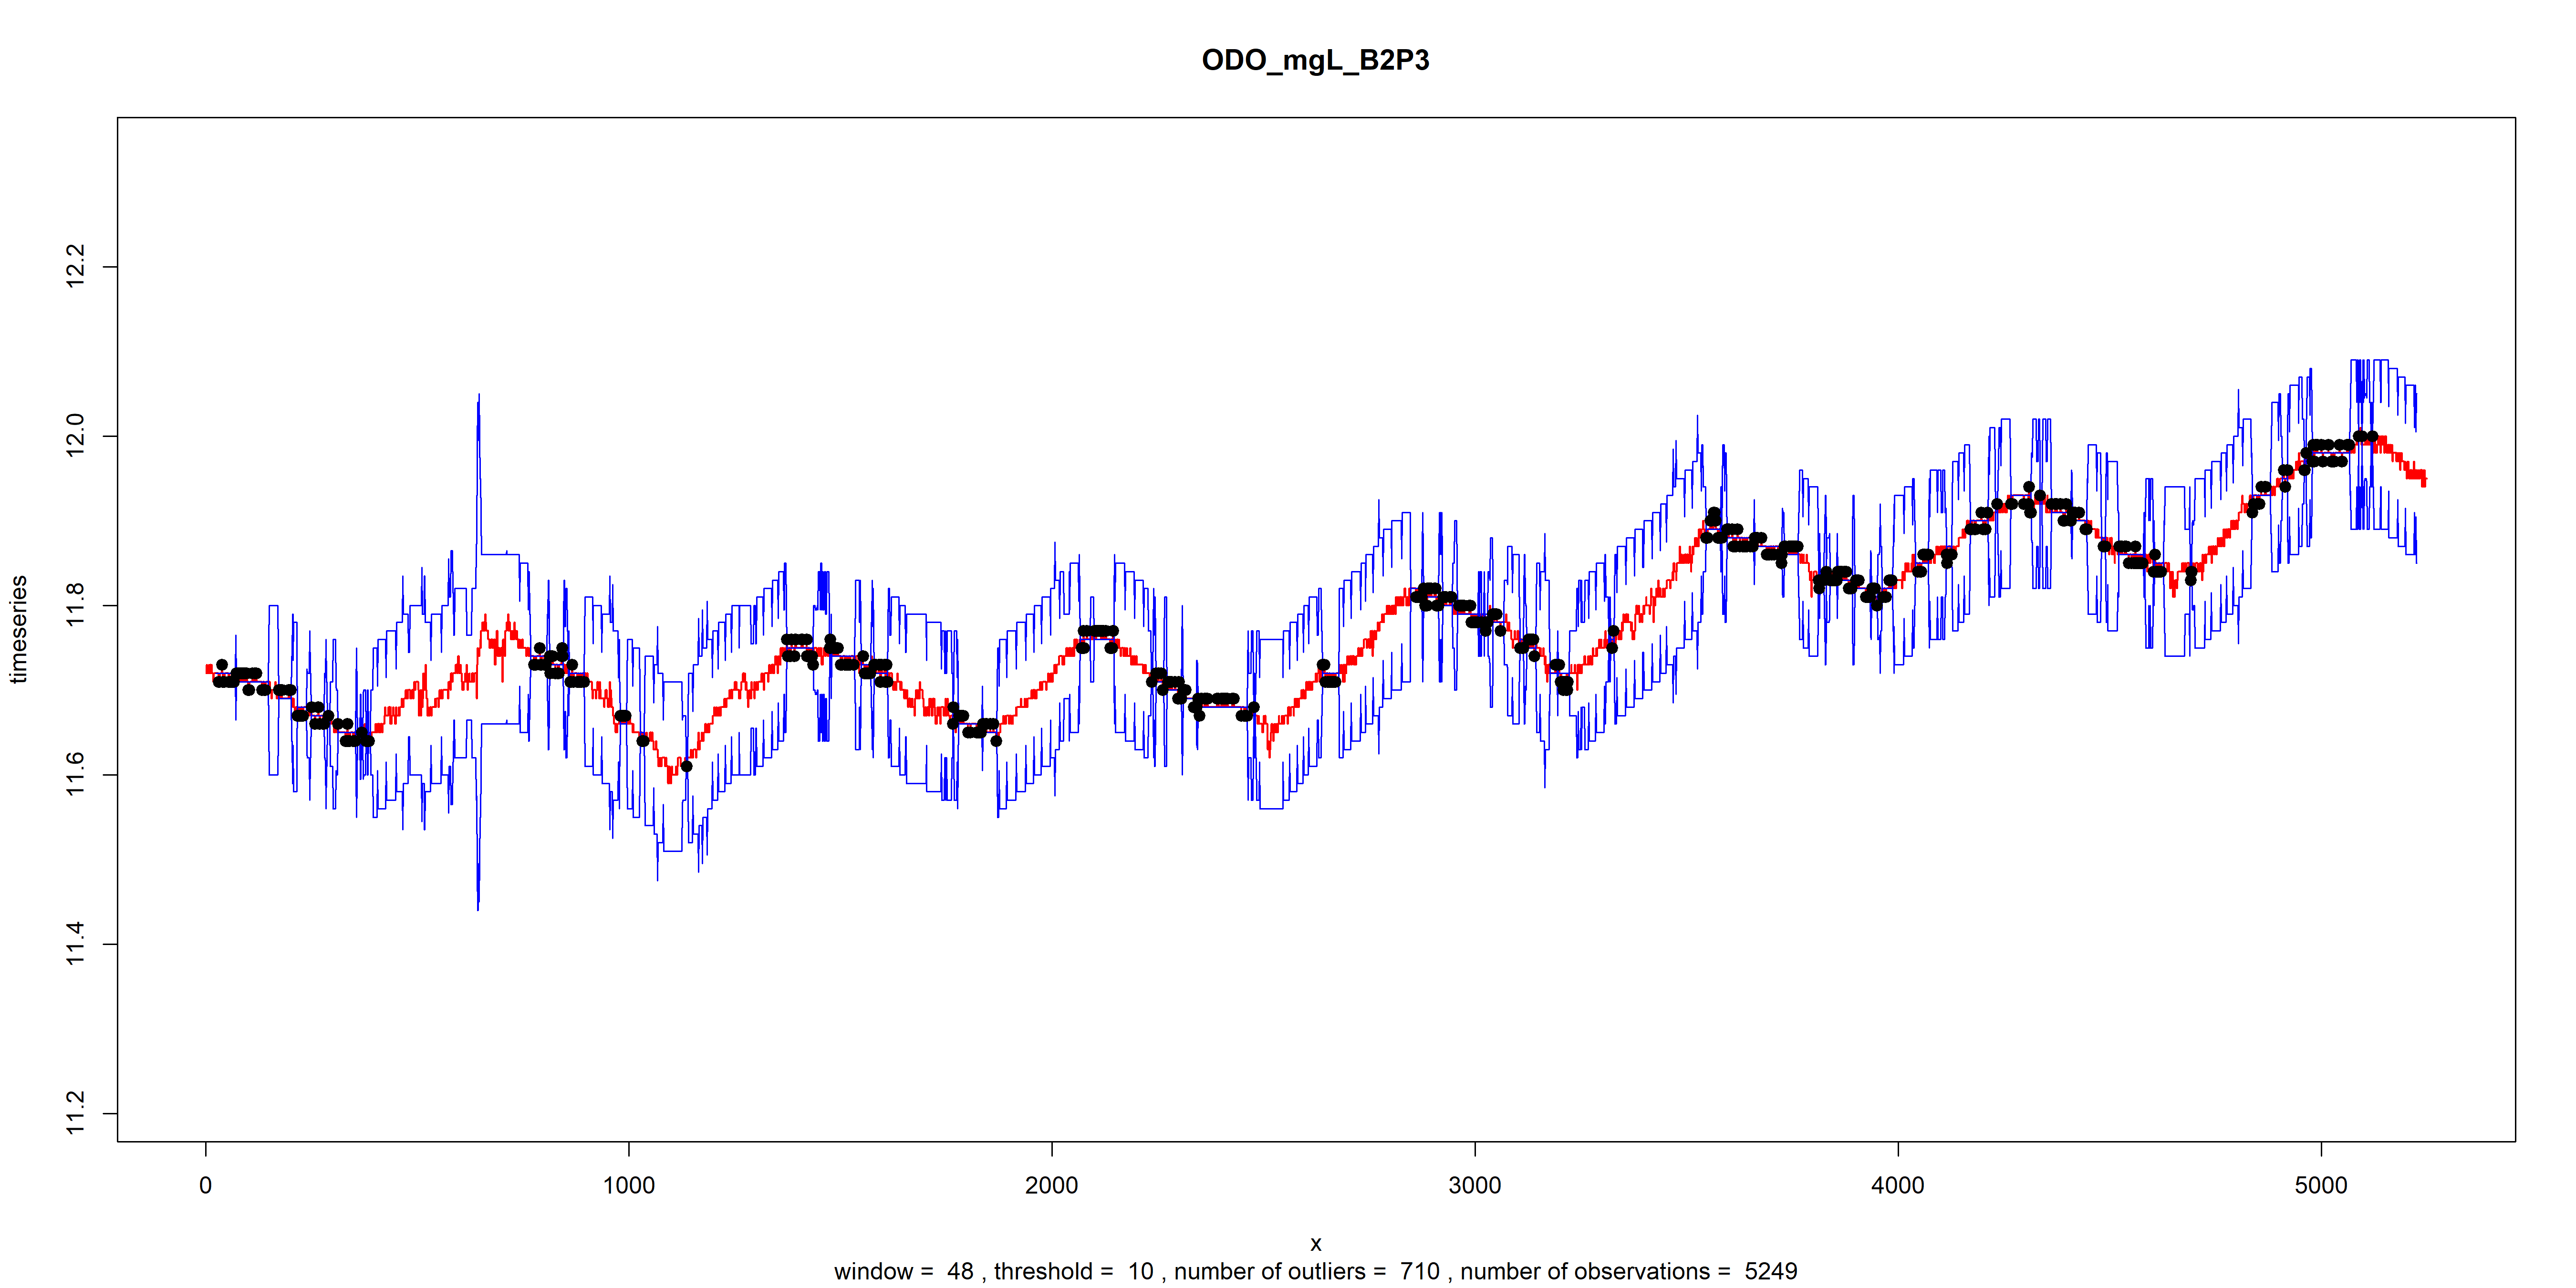 ODO_mgL_B2P3
timeseries
12.2
12.0
11.8
11.6
11.4
11.2
0 1000 2000 3000 4000 5000
x
window = 48 , threshold = 10 , number of outliers = 710 , number of observations = 5249